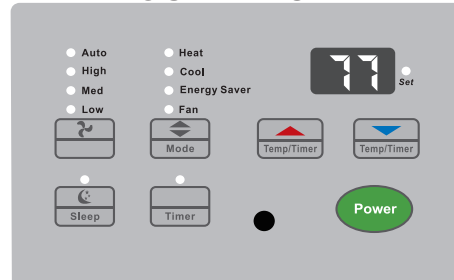 Auto Heat
High Cool
Med Energy Saver
Low Fan
77
Set
Mode
Temp/Timer Temp/Timer
Sleep Timer
Power